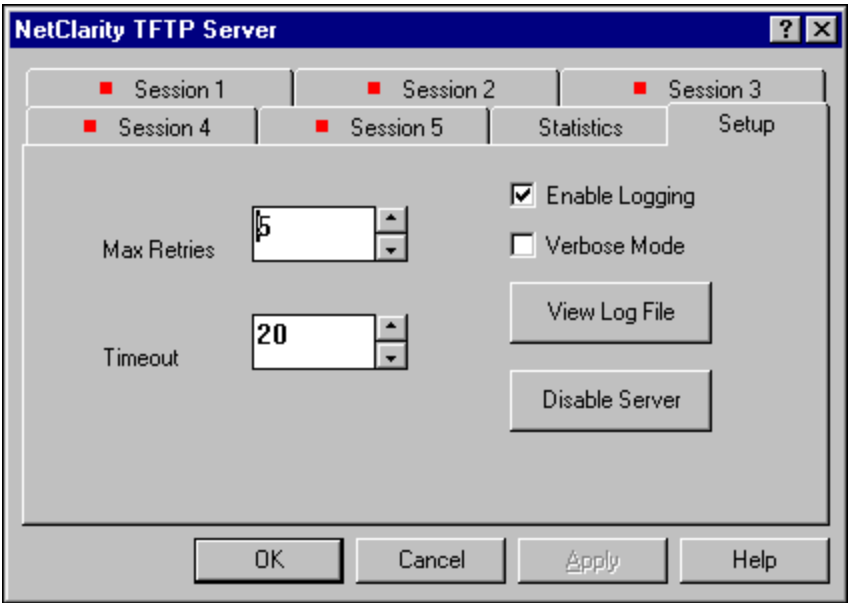 NetClarity TFTP Server
Session 1 Session 2 Session 3
Session 4 Session 5 Statistics Setup
Max Retries
5
Timeout
20
Enable Logging
Verbose Mode
View Log File
Disable Server
OK Cancel Apply Help